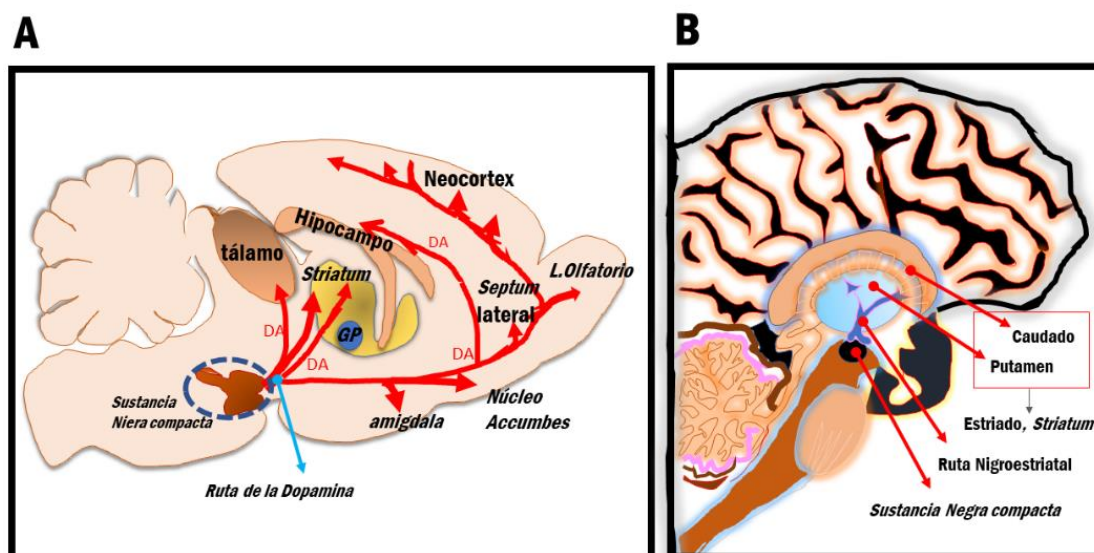 A
Neocortex
Hipocampo
DA
tálamo
Striatum
L.Olfatorio
Septum
lateral
GP
DA
DA
DA
Sustancia
Niera compacta
amigdala
Núcleo
Accumbes
Ruta de la Dopamina
B
Caudado
Putamen
Estriado, Striatum
Ruta Nigroestriatal
Sustancia Negra compacta